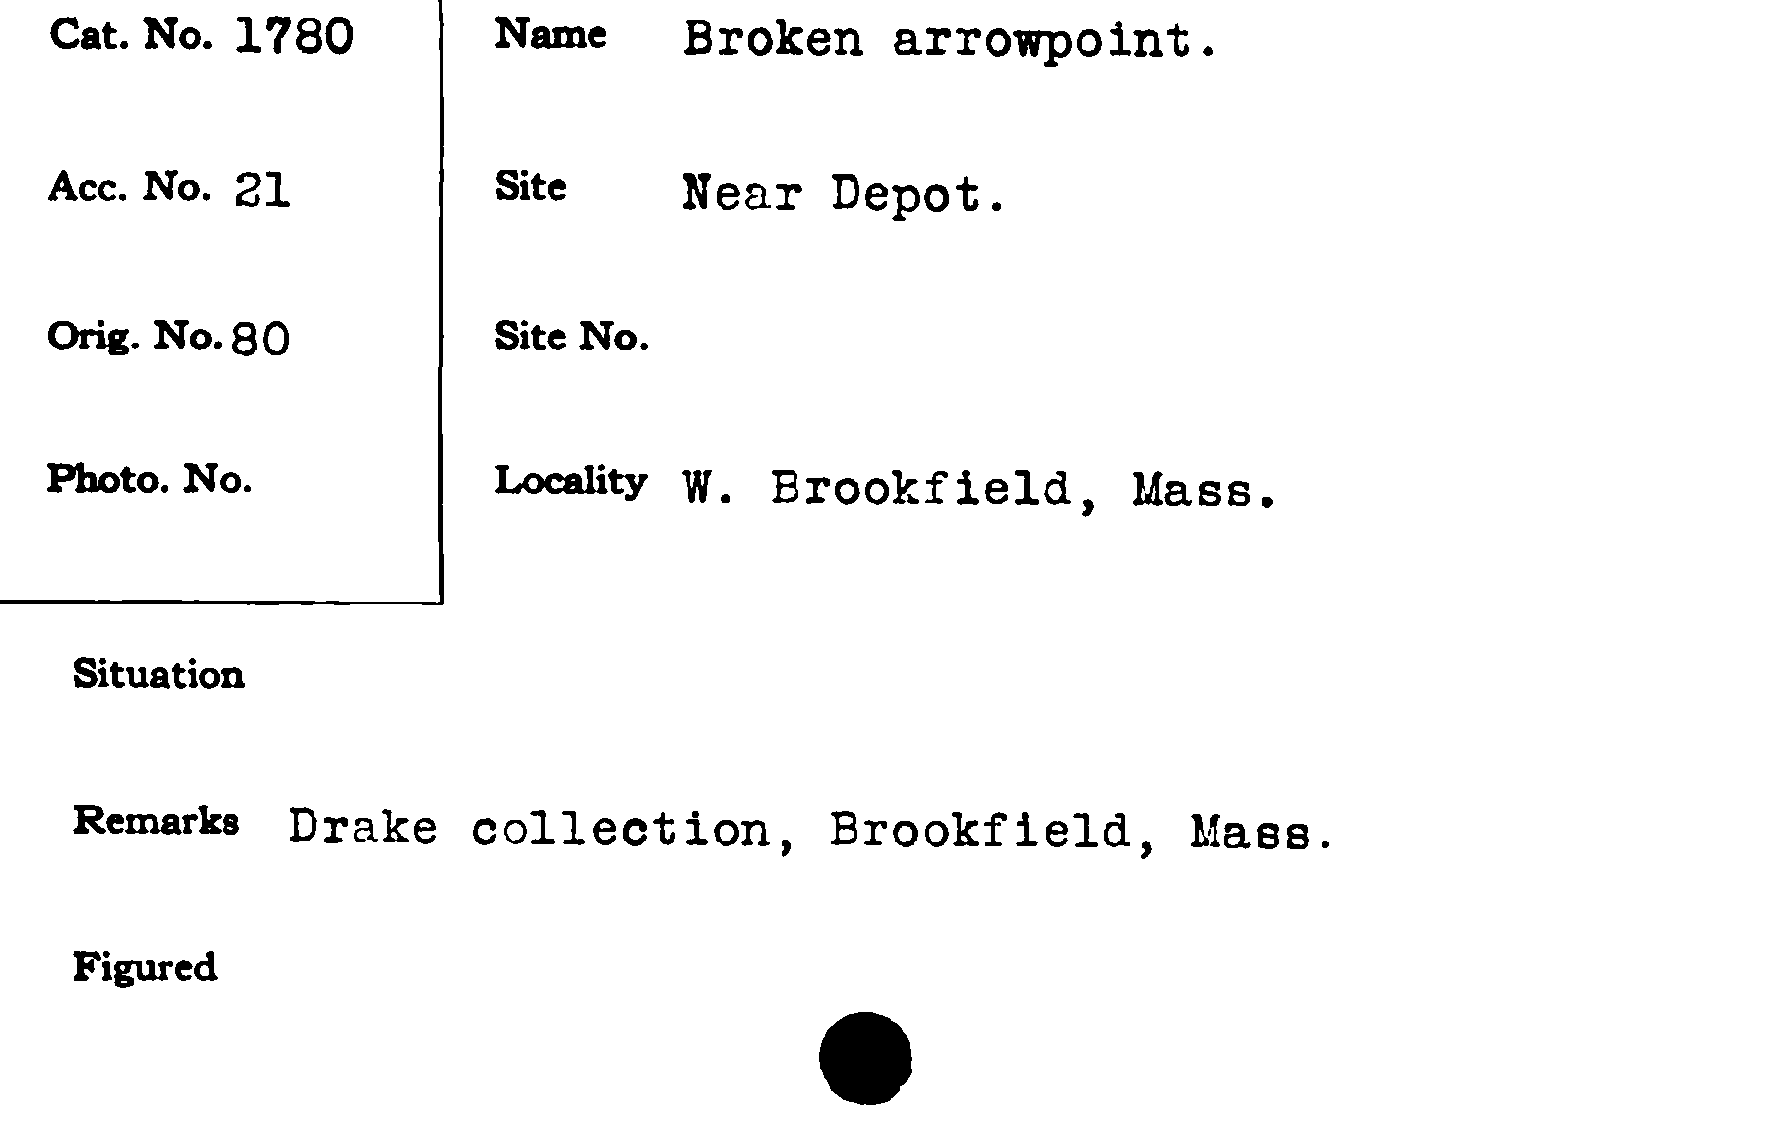 Cat. No. 1780
Name Broken arrowpoint.
Acc. No. 21
Site Near Depot.
Orig. No. 80
Site No.
Photo. No.
Locality W. Brookfield, Mass.
Situation
Remarks Drake collection, Brookfield, Mass.
Figured